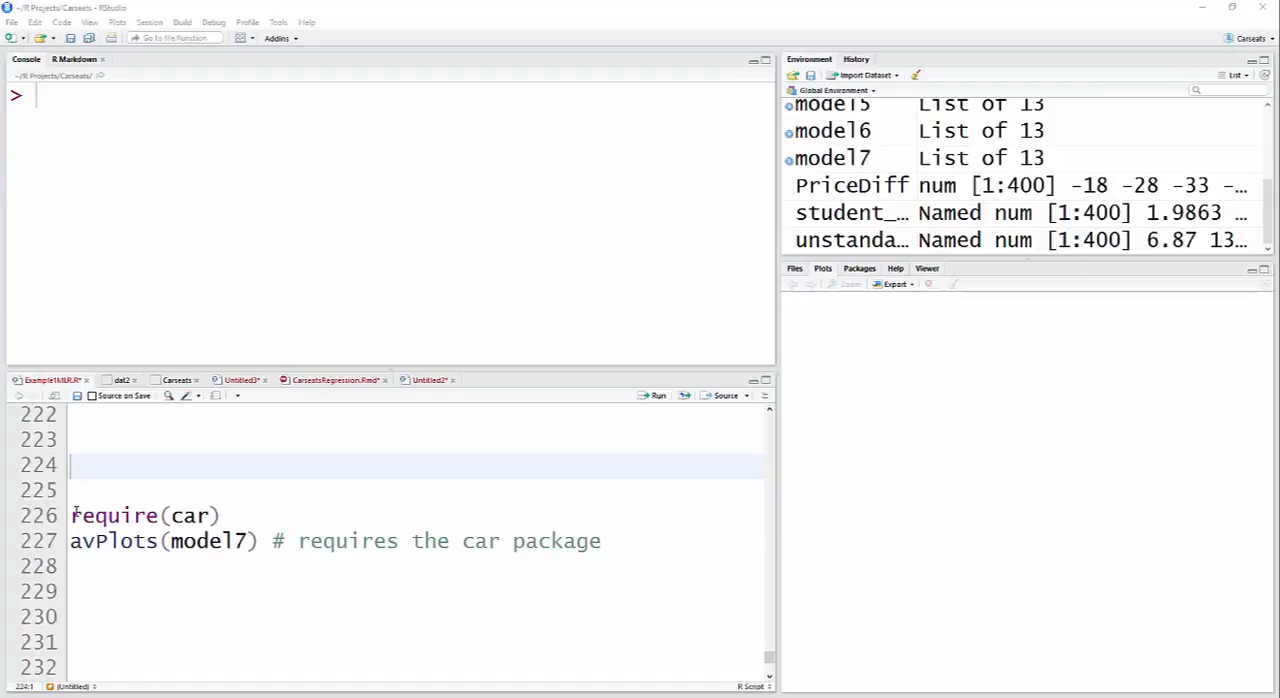 ~/R Projects/Carseats - RStudio
File Edit Code View Plots Session Build Debug Profile Tools Help
Go to file/function Addins Carseats
Console R Markdown
~/R Projects/Carseats/
>
Environment History
Import Dataset List
Global Environment
model5 List of 13
model6 List of 13
model7 List of 13
PriceDiff num [1:400] -18 -28 -33 -…
student_… Named num [1:400] 1.9863 …
unstanda… Named num [1:400] 6.87 13…
Files Plots Packages Help Viewer
Zoom Export
Example1MLR.R* dat2 Carseats Untitled3* CarseatsRegression.Rmd* Untitled2*
Source on Save Run Source
222
223
224
225
226 require(car)
227 avPlots(model7) # requires the car package
228
229
230
231
232
224:1 (Untitled) R Script